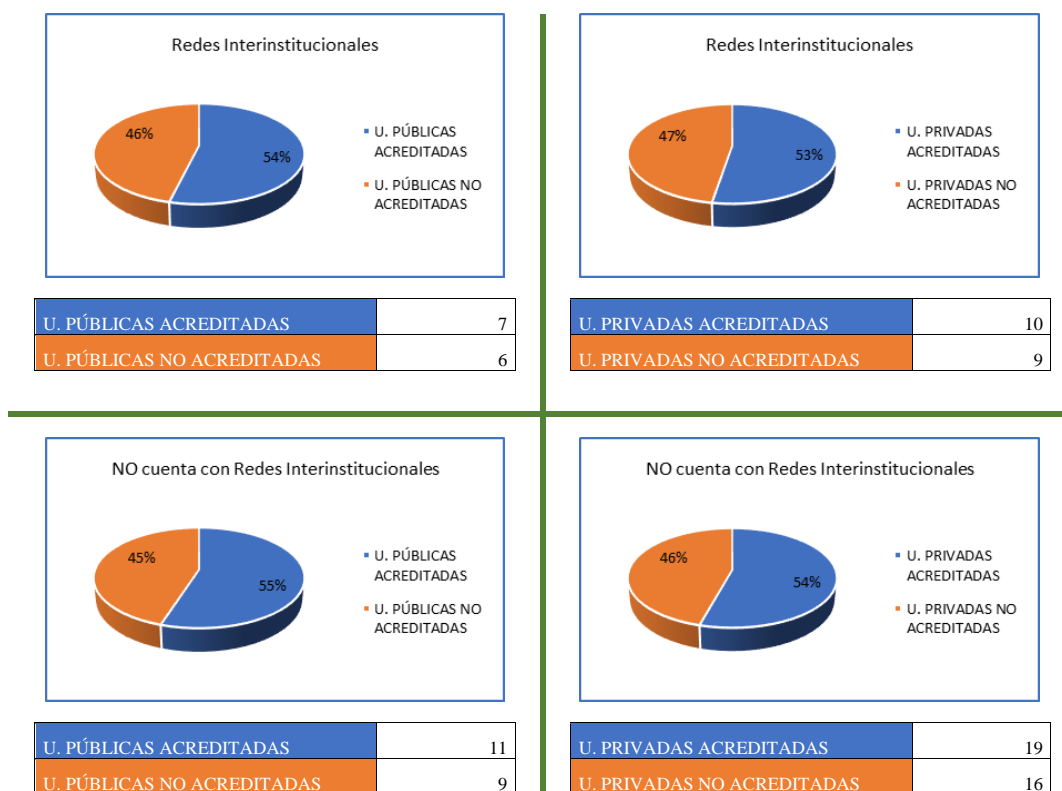 Redes Interinstitucionales
46%
54%
U. PÚBLICAS
ACREDITADAS
U. PÚBLICAS NO
ACREDITADAS
U. PÚBLICAS ACREDITADAS 7
U. PÚBLICAS NO ACREDITADAS 6
Redes Interinstitucionales
47%
53%
U. PRIVADAS
ACREDITADAS
U. PRIVADAS NO
ACREDITADAS
U. PRIVADAS ACREDITADAS 10
U. PRIVADAS NO ACREDITADAS 9
NO cuenta con Redes Interinstitucionales
45%
55%
U. PÚBLICAS
ACREDITADAS
U. PÚBLICAS NO
ACREDITADAS
U. PÚBLICAS ACREDITADAS 11
U. PÚBLICAS NO ACREDITADAS 9
NO cuenta con Redes Interinstitucionales
46%
54%
U. PRIVADAS
ACREDITADAS
U. PRIVADAS NO
ACREDITADAS
U. PRIVADAS ACREDITADAS 19
U. PRIVADAS NO ACREDITADAS 16